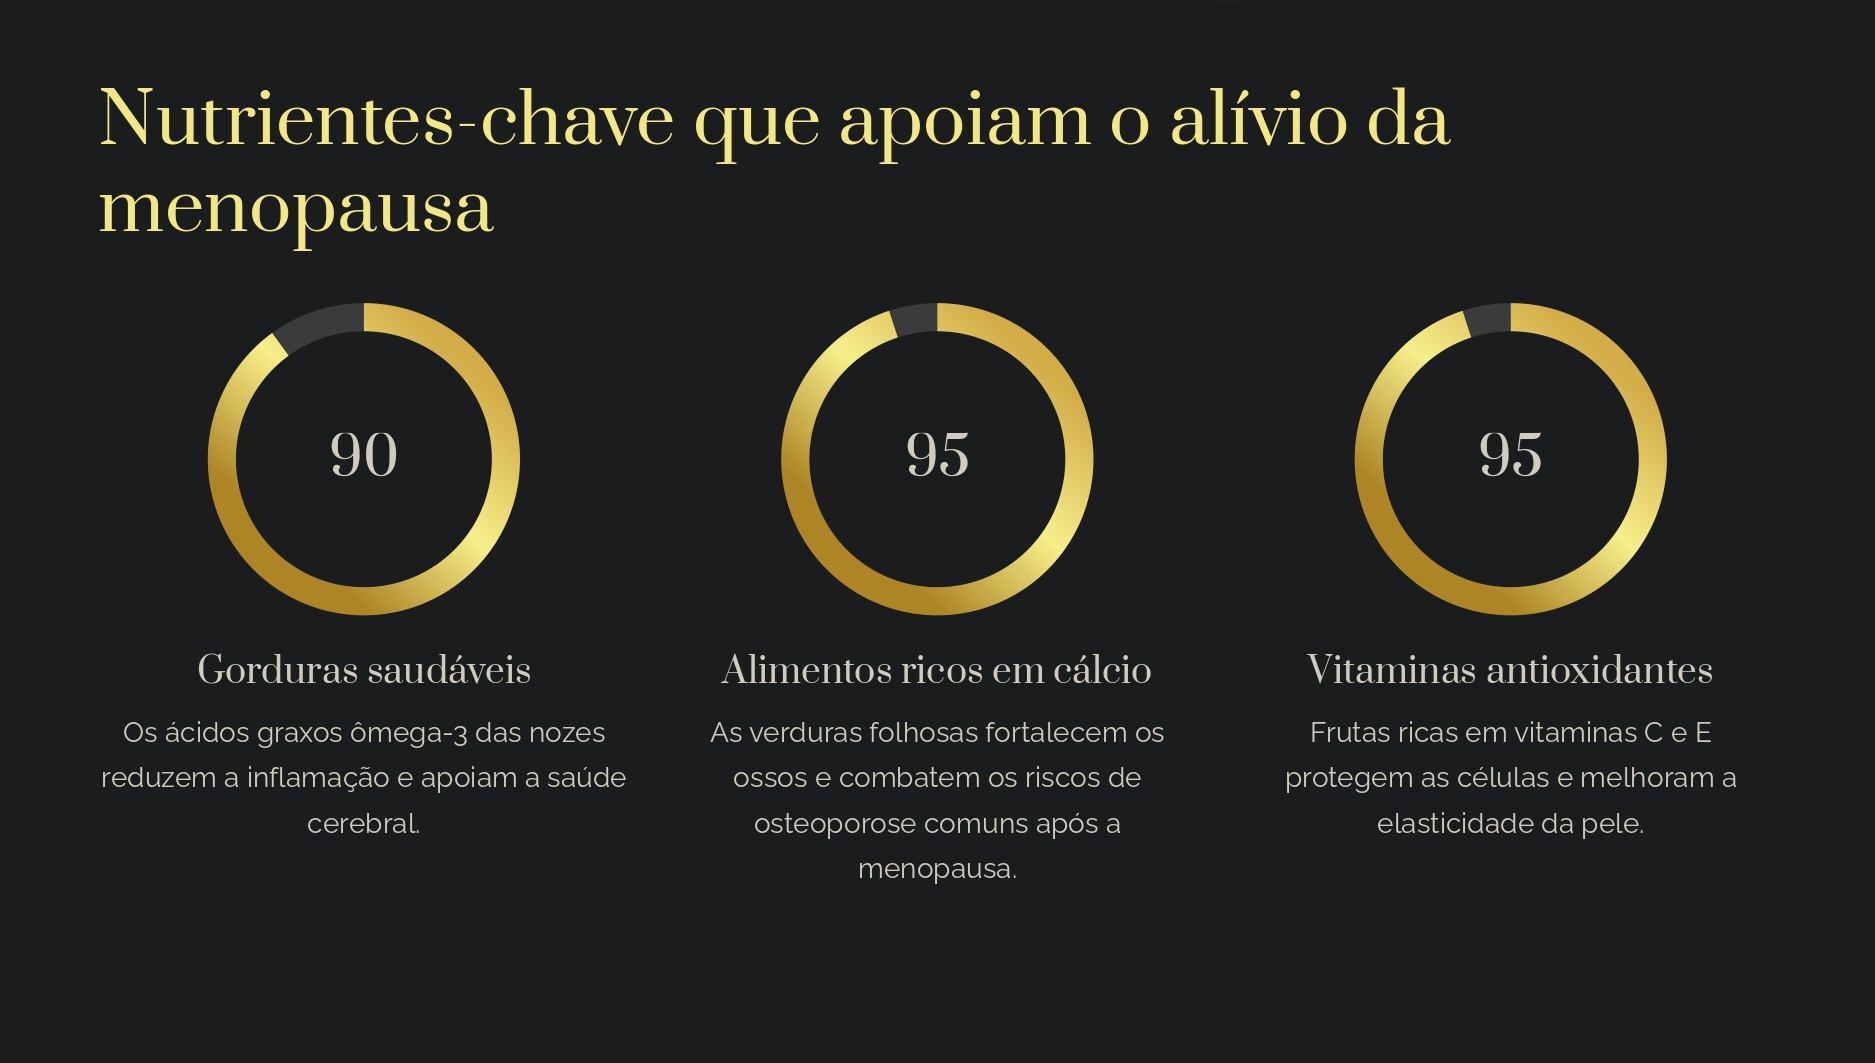 Nutrientes-chave que apoiam o alívio da
menopausa
90
95
95
Gorduras saudáveis
Os ácidos graxos ômega-3 das nozes
reduzem a inflamação e apoiam a saúde
cerebral.
Alimentos ricos em cálcio
As verduras folhosas fortalecem os
ossos e combatem os riscos de
osteoporose comuns após a
menopausa.
Vitaminas antioxidantes
Frutas ricas em vitaminas C e E
protegem as células e melhoram a
elasticidade da pele.